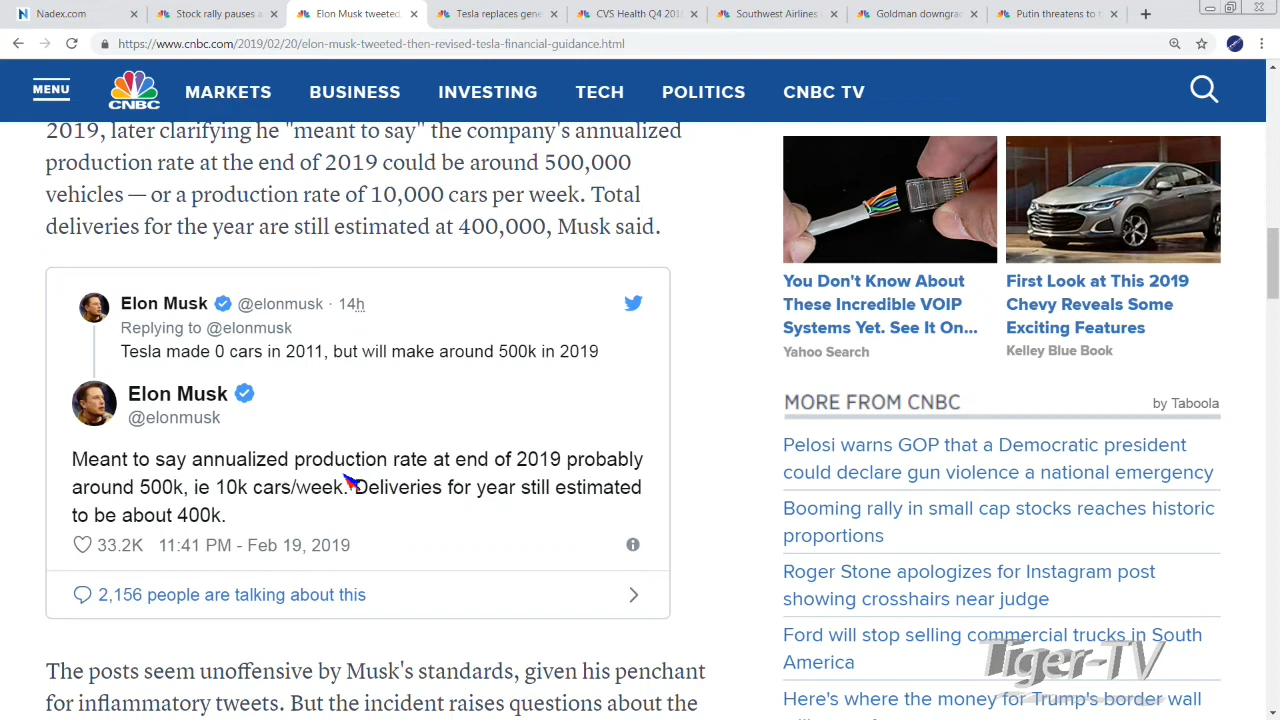 Nadex.com
Stock rally pauses a
Elon Musk tweeted,
Tesla replaces gene
CVS Health Q4 201
Southwest Airlines
Goldman downgrad
Putin threatens to t
https://www.cnbc.com/2019/02/20/elon-musk-tweeted-then-revised-tesla-financial-guidance.html
MENU
CNBC
MARKETS
BUSINESS
INVESTING
TECH
POLITICS
CNBC TV
2019, later clarifying he "meant to say" the company's annualized
production rate at the end of 2019 could be around 500,000
vehicles — or a production rate of 10,000 cars per week. Total
deliveries for the year are still estimated at 400,000, Musk said.
Elon Musk @elonmusk · 14h
Replying to @elonmusk
Tesla made 0 cars in 2011, but will make around 500k in 2019
Elon Musk
@elonmusk
Meant to say annualized production rate at end of 2019 probably
around 500k, ie 10k cars/week. Deliveries for year still estimated
to be about 400k.
33.2K 11:41 PM - Feb 19, 2019
2,156 people are talking about this
The posts seem unoffensive by Musk's standards, given his penchant
for inflammatory tweets. But the incident raises questions about the
You Don't Know About
These Incredible VOIP
Systems Yet. See It On...
Yahoo Search
First Look at This 2019
Chevy Reveals Some
Exciting Features
Kelley Blue Book
MORE FROM CNBC
by Taboola
Pelosi warns GOP that a Democratic president
could declare gun violence a national emergency
Booming rally in small cap stocks reaches historic
proportions
Roger Stone apologizes for Instagram post
showing crosshairs near judge
Ford will stop selling commercial trucks in South
America
Here's where the money for Trump's border wall
Tiger-TV